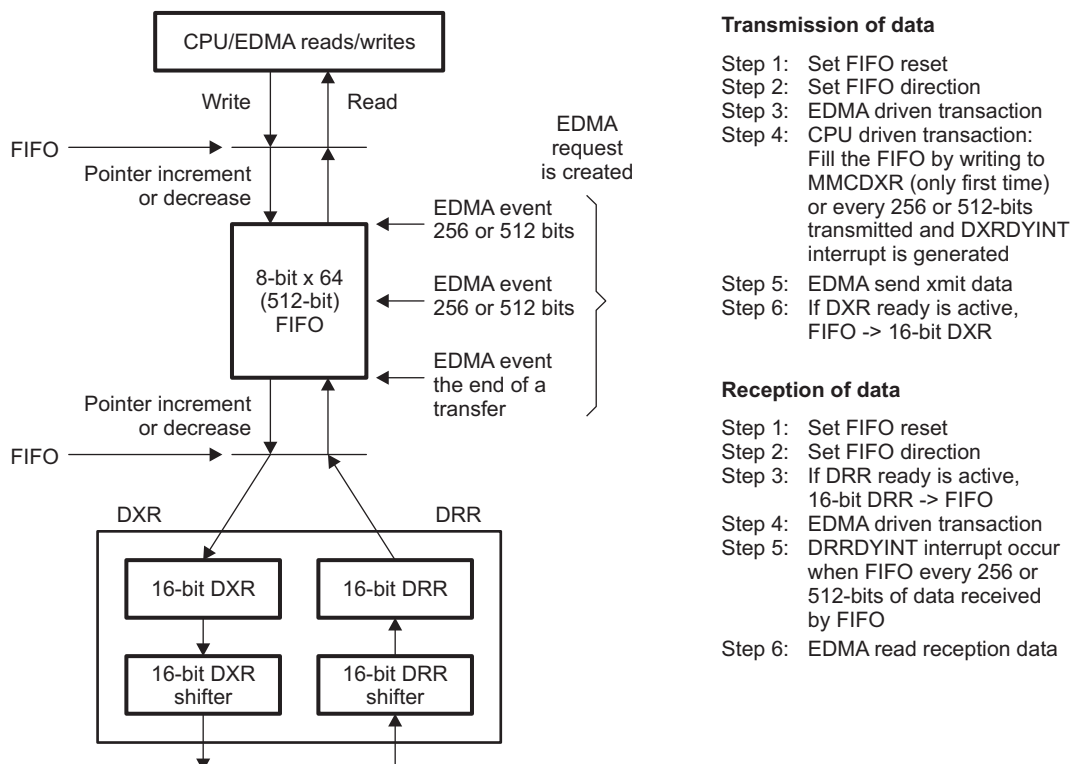 CPU/EDMA reads/writes
Write
Read
FIFO
Pointer increment
or decrease
EDMA
request
is created
EDMA event
256 or 512 bits
8-bit x 64
(512-bit)
FIFO
EDMA event
256 or 512 bits
EDMA event
the end of a
transfer
Pointer increment
or decrease
FIFO
DXR
DRR
16-bit DXR
16-bit DRR
16-bit DXR
shifter
16-bit DRR
shifter
Transmission of data
Step 1: Set FIFO reset
Step 2: Set FIFO direction
Step 3: EDMA driven transaction
Step 4: CPU driven transaction:
Fill the FIFO by writing to
MMCDXR (only first time)
or every 256 or 512-bits
transmitted and DXRDYINT
interrupt is generated
Step 5: EDMA send xmit data
Step 6: If DXR ready is active,
FIFO -> 16-bit DXR
Reception of data
Step 1: Set FIFO reset
Step 2: Set FIFO direction
Step 3: If DRR ready is active,
16-bit DRR -> FIFO
Step 4: EDMA driven transaction
Step 5: DRRDYINT interrupt occur
when FIFO every 256 or
512-bits of data received
by FIFO
Step 6: EDMA read reception data